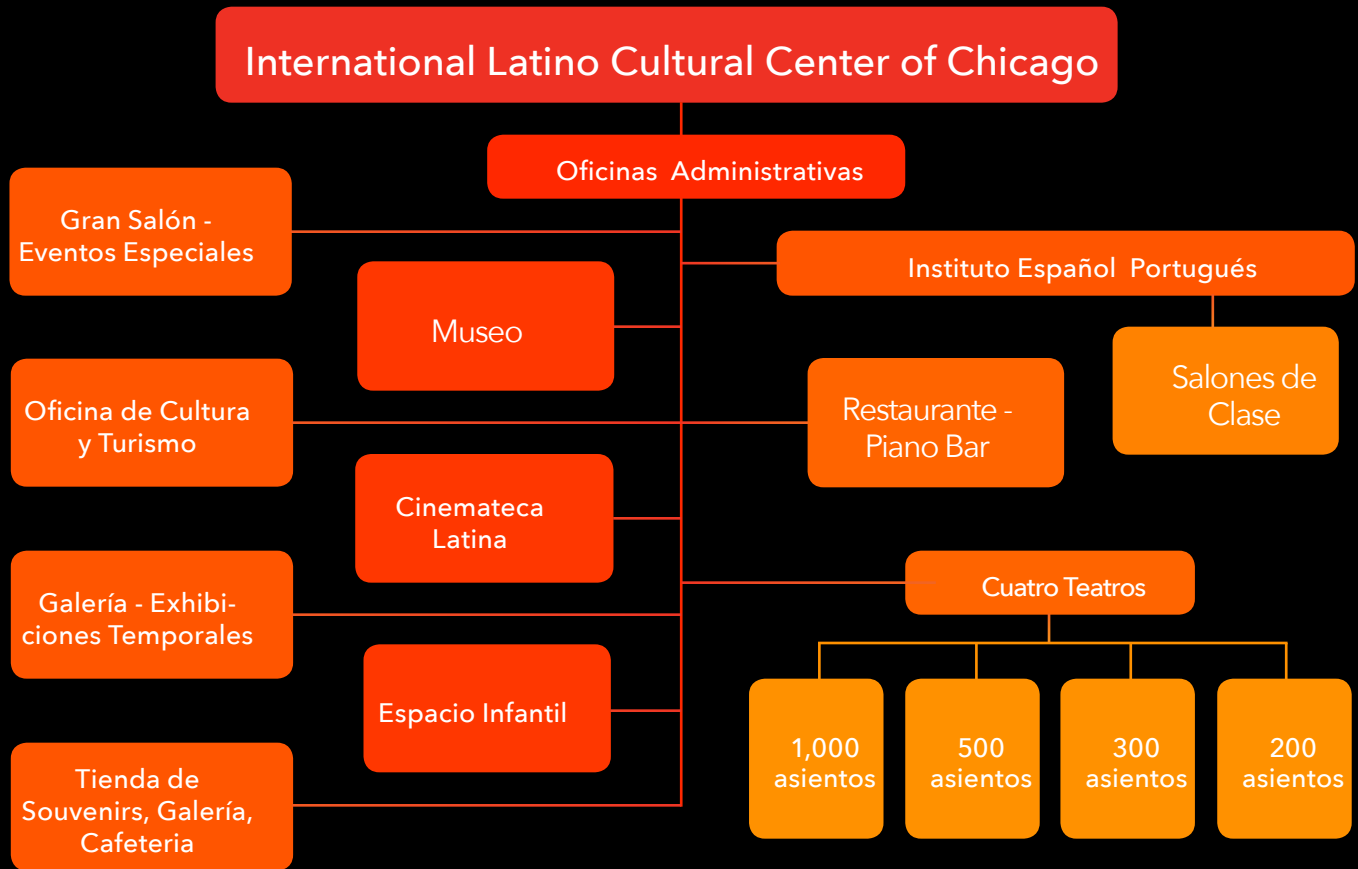 International Latino Cultural Center of Chicago
Oficinas Administrativas
Gran Salón -
Eventos Especiales
Instituto Español Portugués
Museo
Salones de
Clase
Oficina de Cultura
y Turismo
Restaurante -
Piano Bar
Cinemateca
Latina
Galería - Exhibi-
ciones Temporales
Cuatro Teatros
Espacio Infantil
1,000
asientos
500
asientos
300
asientos
200
asientos
Tienda de
Souvenirs, Galería,
Cafeteria